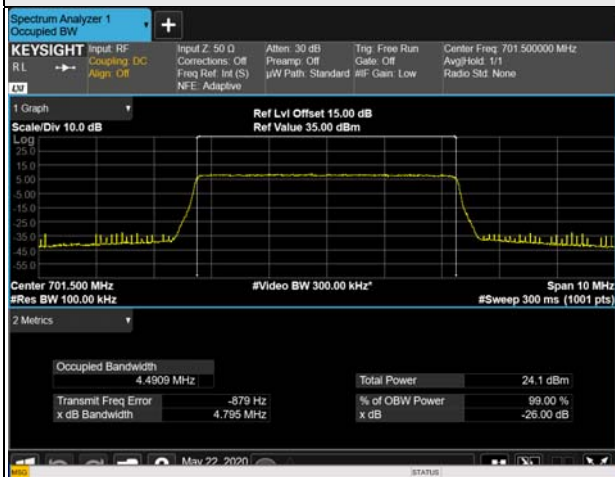 Spectrum Analyzer 1
Occupied BW
+
KEYSIGHT
RL
LXI
Input: RF
Coupling: DC
Align: Off
Input Z: 50 Ω
Corrections: Off
Freq Ref: Int (S)
NFE: Adaptive
Atten: 30 dB
Preamp: Off
µW Path: Standard
Trig: Free Run
Gate: Off
#IF Gain: Low
Center Freq: 701.500000 MHz
Avg|Hold: 1/1
Radio Std: None
1 Graph
Scale/Div 10.0 dB
Ref Lvl Offset 15.00 dB
Ref Value 35.00 dBm
Log
25.0
15.0
5.00
-5.00
-15.0
-25.0
-35.0
-45.0
-55.0
Center 701.500 MHz
#Res BW 100.00 kHz
#Video BW 300.00 kHz*
Span 10 MHz
#Sweep 300 ms (1001 pts)
2 Metrics
Occupied Bandwidth
4.4909 MHz
Transmit Freq Error -879 Hz
x dB Bandwidth 4.795 MHz
Total Power 24.1 dBm
% of OBW Power 99.00 %
x dB -26.00 dB
May 22, 2020
MSG
STATUS